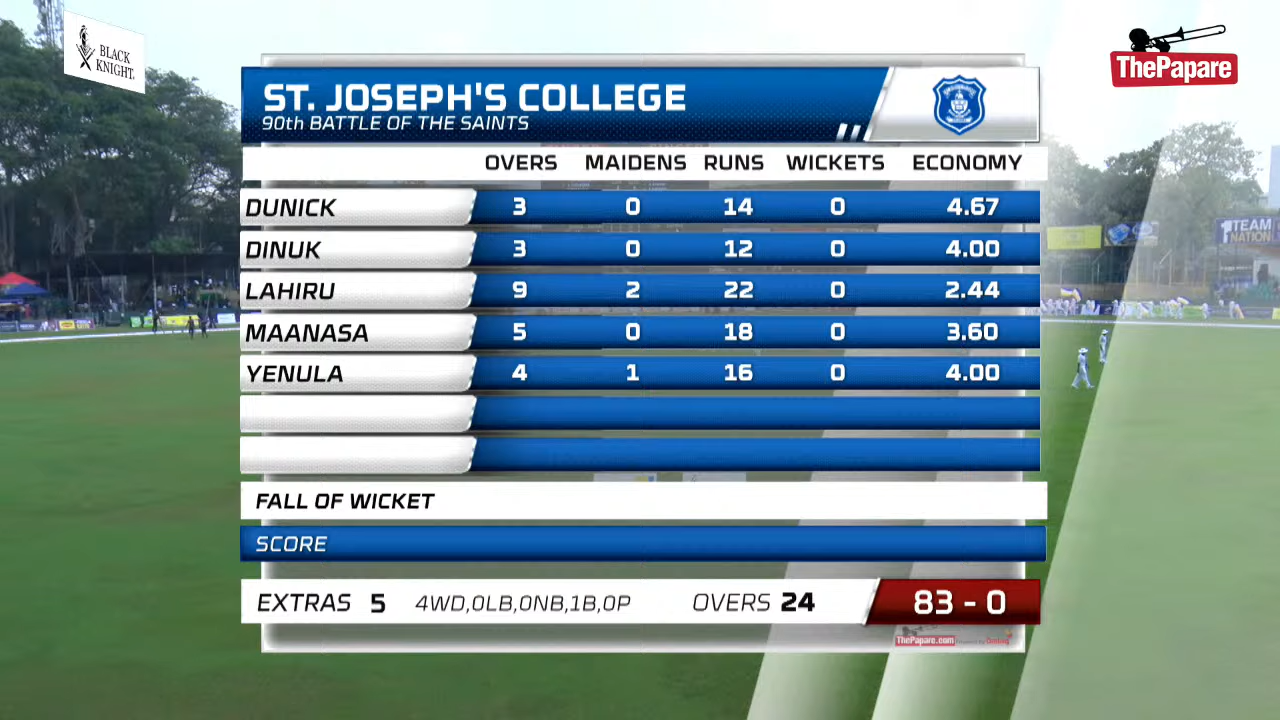 BLACK
KNIGHT
ThePapare
ST. JOSEPH'S COLLEGE
90th BATTLE OF THE SAINTS
OVERS MAIDENS RUNS WICKETS ECONOMY
DUNICK 3 0 14 0 4.67
DINUK 3 0 12 0 4.00
LAHIRU 9 2 22 0 2.44
MAANASA 5 0 18 0 3.60
YENULA 4 1 16 0 4.00
1TEAM
NATION
FALL OF WICKET
SCORE
EXTRAS 5 4WD,0LB,0NB,1B,0P OVERS 24 83 - 0
ThePapare.com